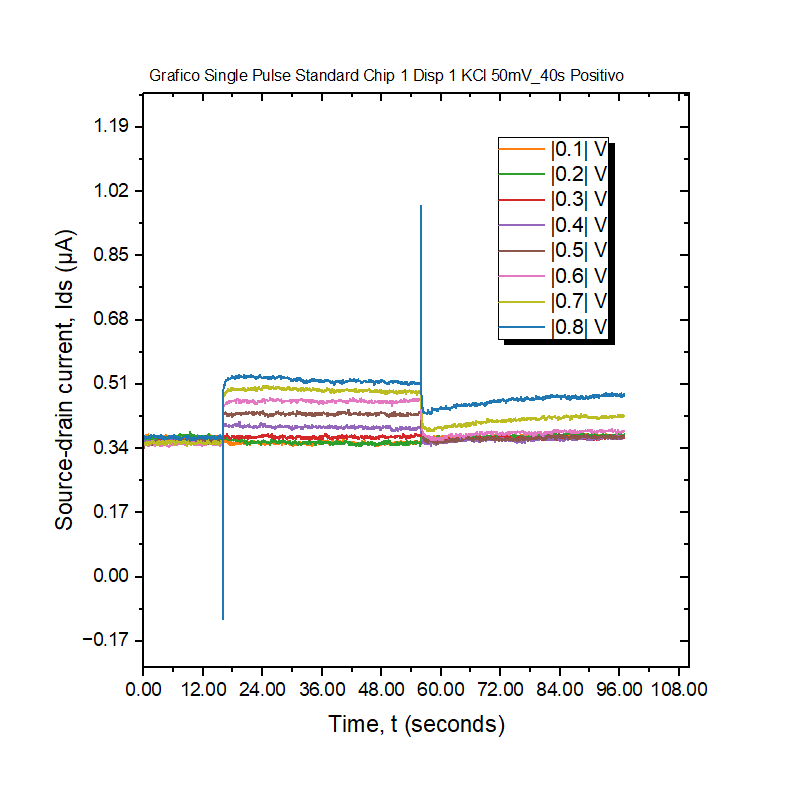 Grafico Single Pulse Standard Chip 1 Disp 1 KCl 50mV_40s Positivo
1.19
1.02
0.85
0.68
0.51
0.34
0.17
0.00
−0.17
Source-drain current, Ids (μA)
|0.1| V
|0.2| V
|0.3| V
|0.4| V
|0.5| V
|0.6| V
|0.7| V
|0.8| V
0.00 12.00 24.00 36.00 48.00 60.00 72.00 84.00 96.00 108.00
Time, t (seconds)